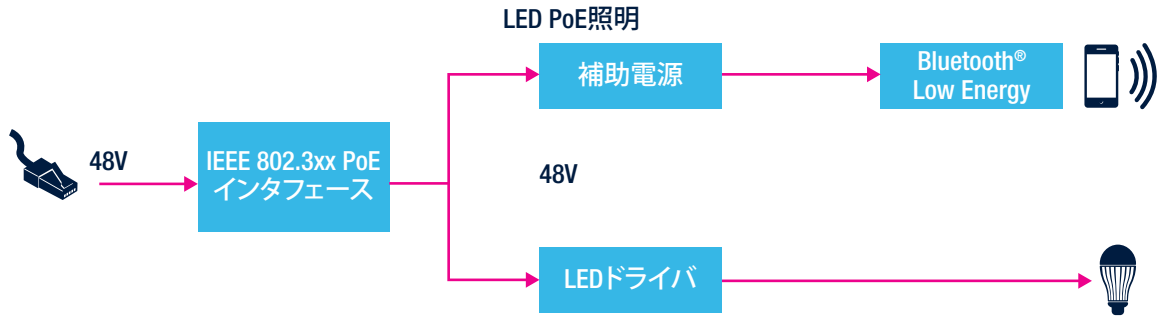 LED PoE照明
補助電源
Bluetooth®
Low Energy
48V
IEEE 802.3xx PoE
インタフェース
48V
LEDドライバ